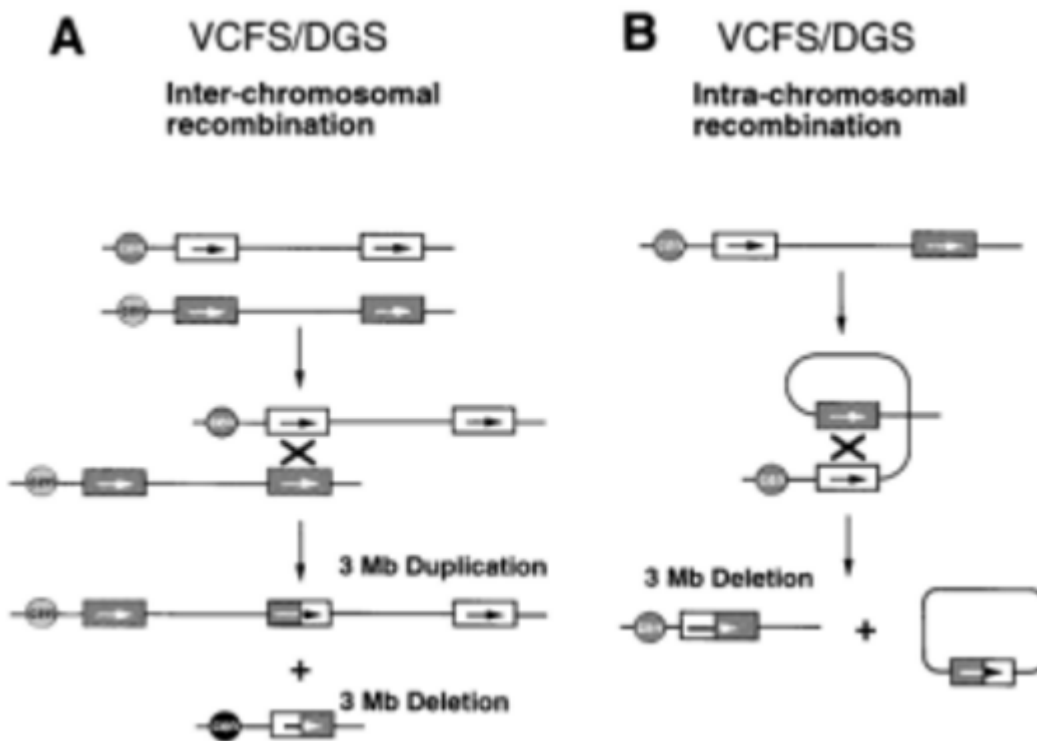 A VCFS/DGS
Inter-chromosomal
recombination
3 Mb Duplication
+
3 Mb Deletion
B VCFS/DGS
Intra-chromosomal
recombination
3 Mb Deletion
+